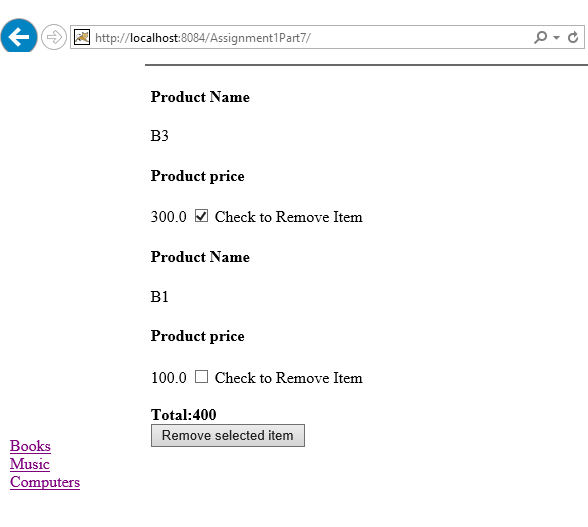 http://localhost:8084/Assignment1Part7/
Product Name
B3
Product price
300.0 Check to Remove Item
Product Name
B1
Product price
100.0 Check to Remove Item
Total:400
Remove selected item
Books
Music
Computers